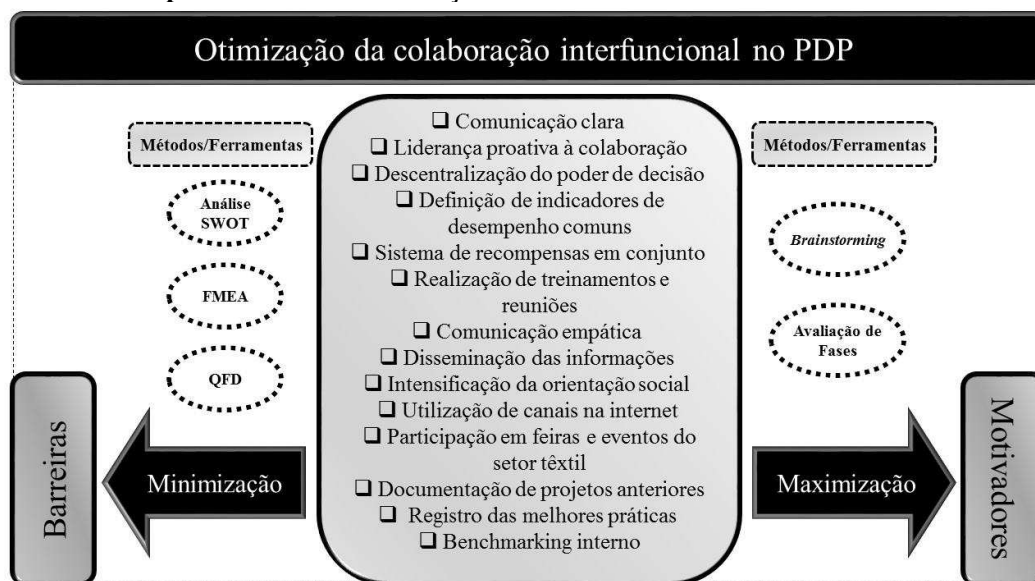 Otimização da colaboração interfuncional no PDP
Métodos/Ferramentas
Análise
SWOT
FMEA
QFD
Barreiras
Minimização
❑ Comunicação clara
❑ Liderança proativa à colaboração
❑ Descentralização do poder de decisão
❑ Definição de indicadores de
desempenho comuns
❑ Sistema de recompensas em conjunto
❑ Realização de treinamentos e
reuniões
❑ Comunicação empática
❑ Disseminação das informações
❑ Intensificação da orientação social
❑ Utilização de canais na internet
❑ Participação em feiras e eventos do
setor têxtil
❑ Documentação de projetos anteriores
❑ Registro das melhores práticas
❑ Benchmarking interno
Métodos/Ferramentas
Brainstorming
Avaliação de
Fases
Maximização
Motivadores